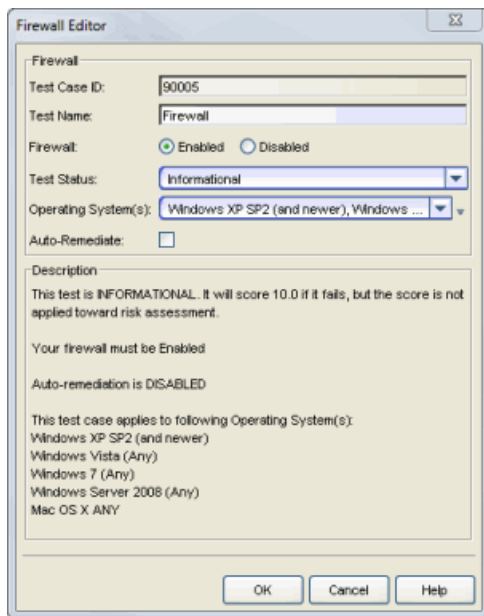 Firewall Editor
Firewall
Test Case ID: 90005
Test Name: Firewall
Firewall: Enabled Disabled
Test Status: Informational
Operating System(s): Windows XP SP2 (and newer), Windows ...
Auto-Remediate:
Description
This test is INFORMATIONAL. It will score 10.0 if it fails, but the score is not
applied toward risk assessment.
Your firewall must be Enabled
Auto-remediation is DISABLED
This test case applies to following Operating System(s):
Windows XP SP2 (and newer)
Windows Vista (Any)
Windows 7 (Any)
Windows Server 2008 (Any)
Mac OS X ANY
OK Cancel Help